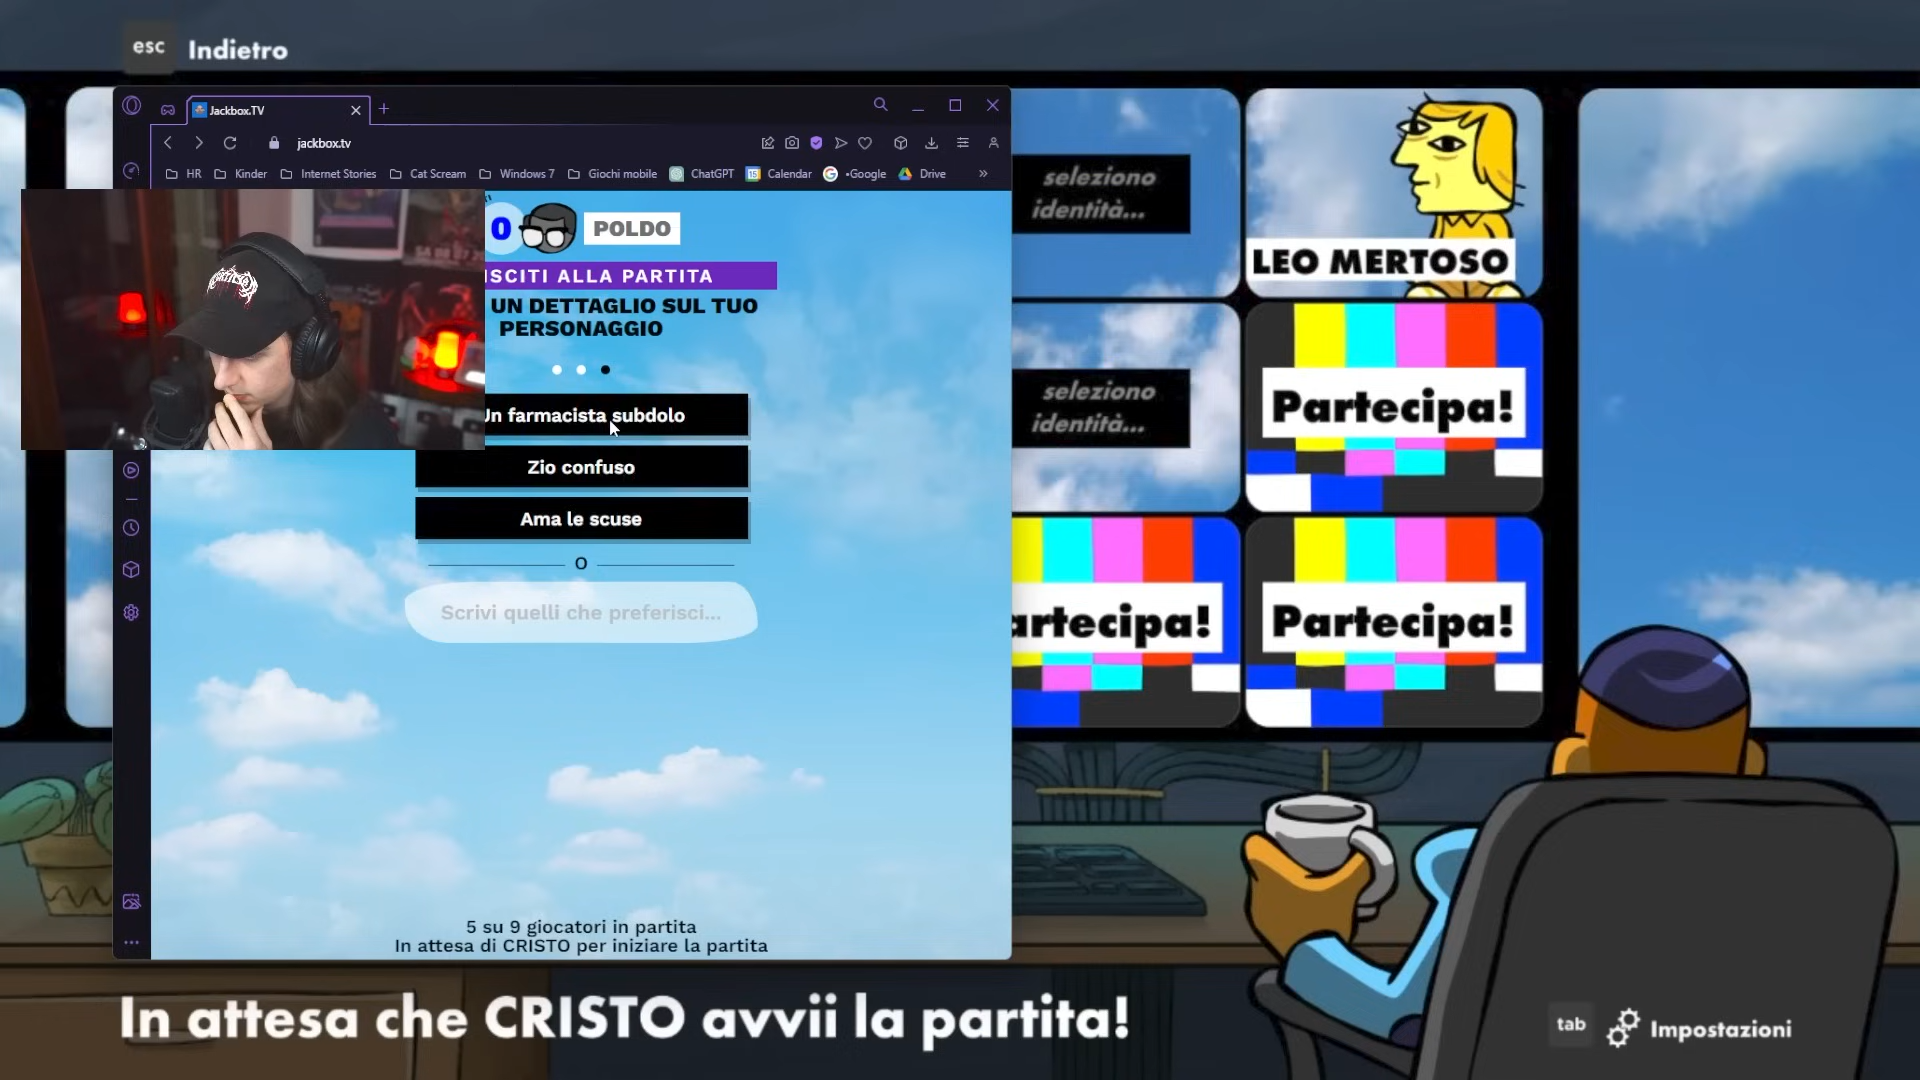 esc Indietro
Jackbox.TV
jackbox.tv
HR Kinder Internet Stories Cat Scream Windows 7 Giochi mobile ChatGPT Calendar •Google Drive »
O POLDO
ISCITI ALLA PARTITA
UN DETTAGLIO SUL TUO
PERSONAGGIO
Un farmacista subdolo
Zio confuso
Ama le scuse
O
Scrivi quelli che preferisci...
5 su 9 giocatori in partita
In attesa di CRISTO per iniziare la partita
seleziono
identità...
LEO MERTOSO
seleziono
identità...
Partecipa!
artecipa!
Partecipa!
In attesa che CRISTO avvii la partita!
tab Impostazioni